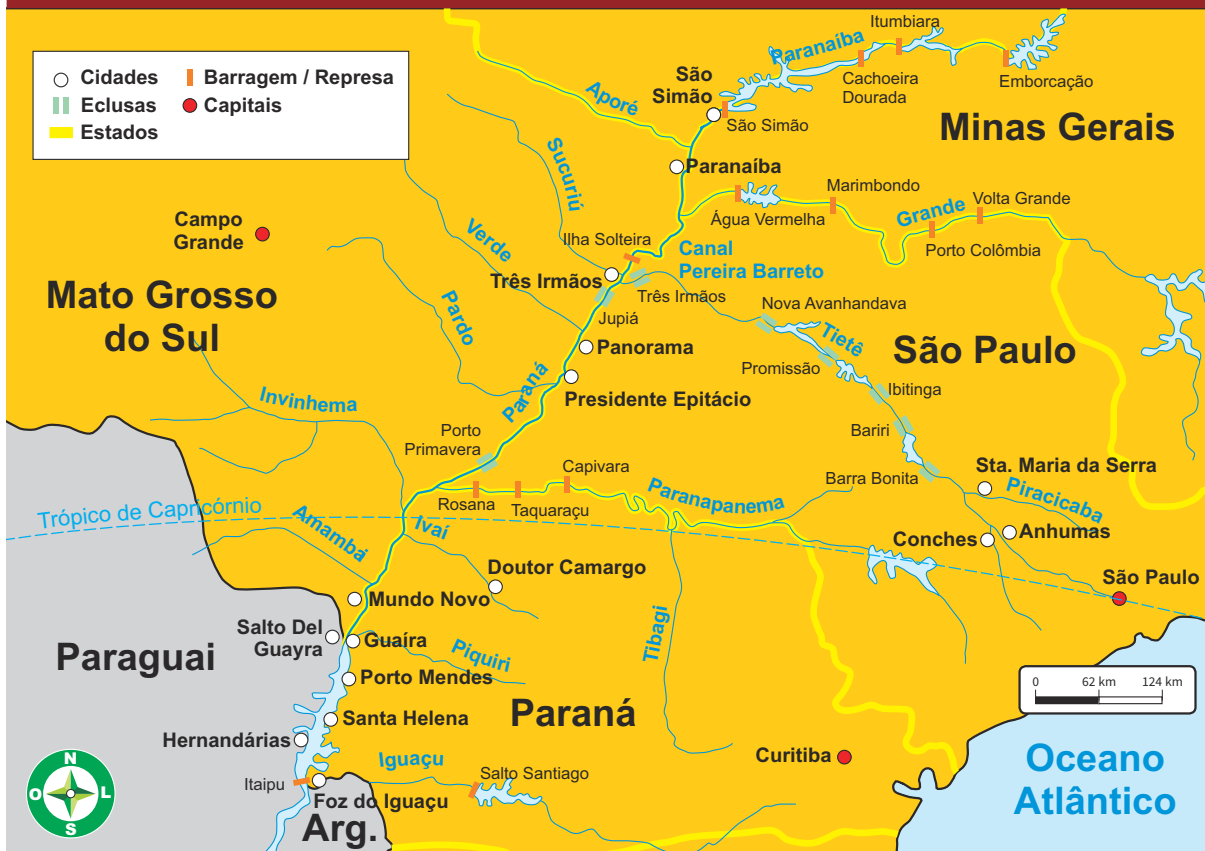 Cidades
Eclusas
Estados
Barragem / Represa
Capitais
Itumbiara
Paranaíba
Cachoeira
Dourada
Emborcação
São
Simão
São Simão
Aporé
Minas Gerais
Sucuriú
Paranaíba
Campo
Grande
Verde
Ilha Solteira
Água Vermelha
Marimbondo
Grande
Volta Grande
Porto Colômbia
Canal
Pereira Barreto
Três Irmãos
Três Irmãos
Mato Grosso
do Sul
Pardo
Jupiá
Nova Avanhandava
Tietê
São Paulo
Panorama
Promissão
Paraná
Presidente Epitácio
Ibitinga
Invinhema
Bariri
Porto
Primavera
Capivara
Barra Bonita
Sta. Maria da Serra
Piracicaba
Rosana
Taquaraçu
Paranapanema
Trópico de Capricórnio
Amambá
Ivaí
Conches
Anhumas
Doutor Camargo
São Paulo
Mundo Novo
Salto Del
Guayra
Guaíra
Paraguai
Piquiri
Tibagi
Porto Mendes
0 62 km 124 km
Santa Helena
Paraná
Hernandárias
Iguaçu
Curitiba
Oceano
Atlântico
Itaipu
Salto Santiago
Foz do Iguaçu
Arg.
N
O
L
S